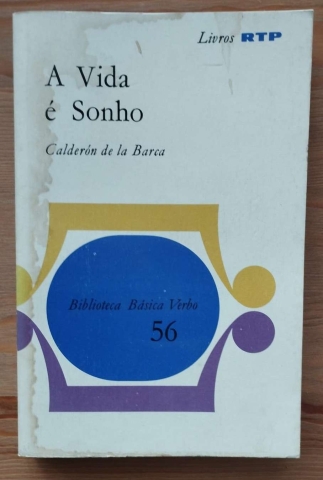 Livros RTP
A Vida
é Sonho
Calderón de la Barca
Biblioteca Básica Verbo
56